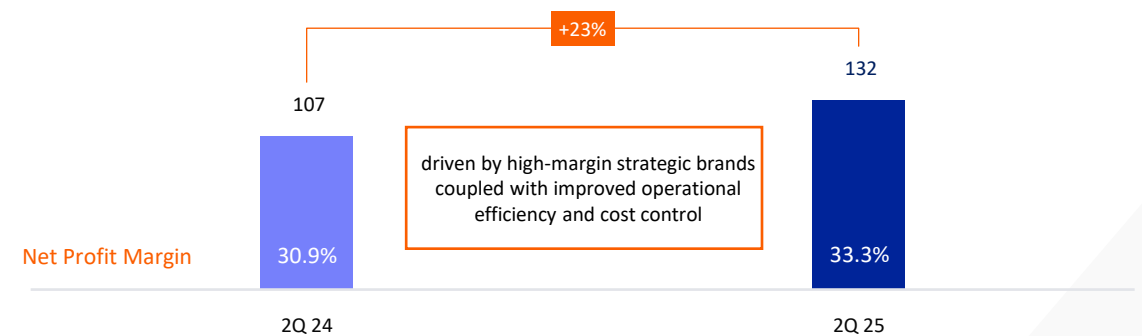 +23%
132
107
driven by high-margin strategic brands
coupled with improved operational
efficiency and cost control
Net Profit Margin
30.9%
33.3%
2Q 24
2Q 25